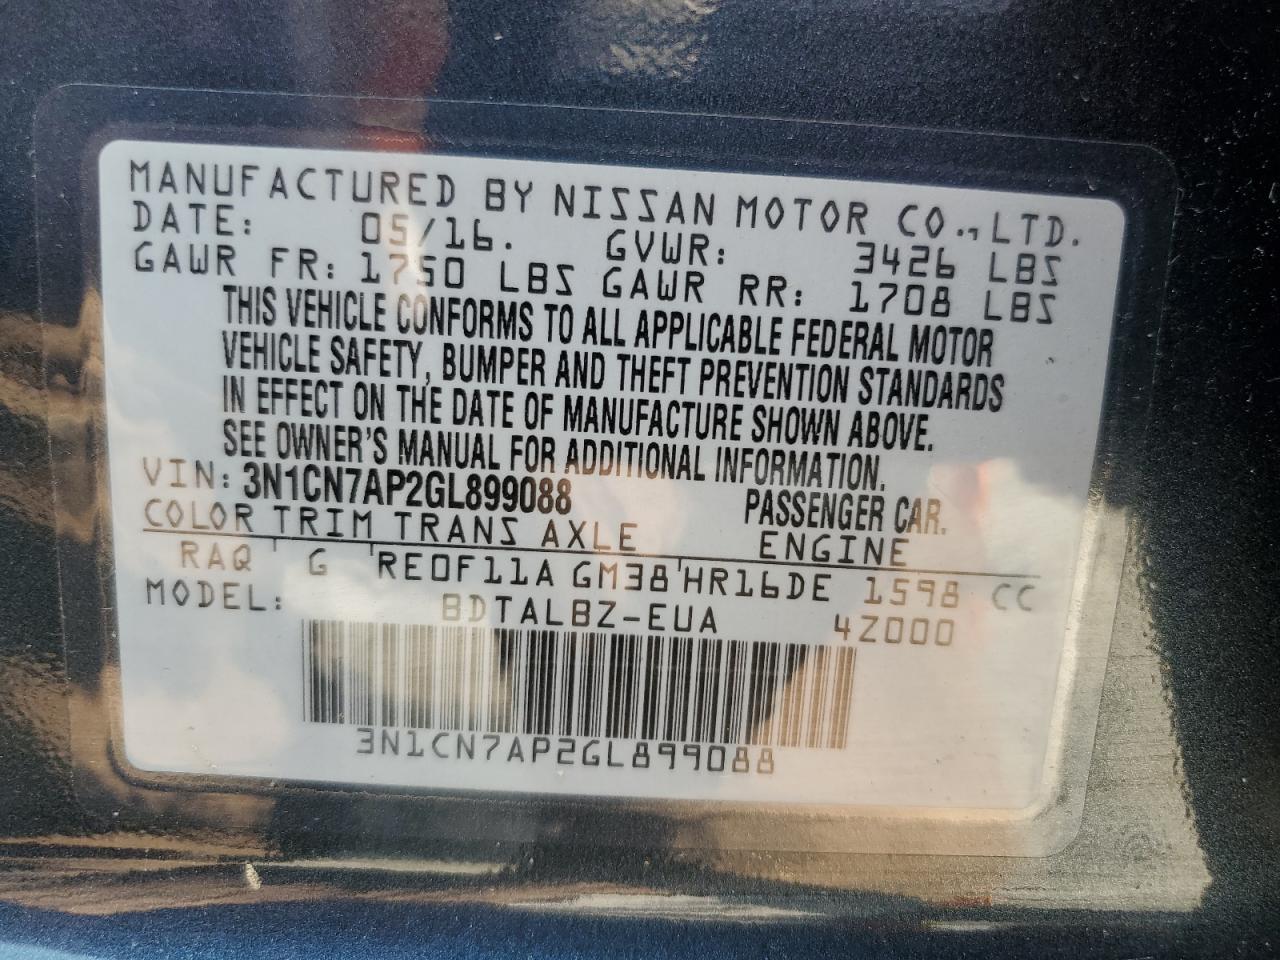 MANUFACTURED BY NISSAN MOTOR CO., LTD.
DATE: 05/16. GVWR: 3426 LBS
GAWR FR: 1750 LBS GAWR RR: 1708 LBS
THIS VEHICLE CONFORMS TO ALL APPLICABLE FEDERAL MOTOR
VEHICLE SAFETY, BUMPER AND THEFT PREVENTION STANDARDS
IN EFFECT ON THE DATE OF MANUFACTURE SHOWN ABOVE.
SEE OWNER'S MANUAL FOR ADDITIONAL INFORMATION.
VIN: 3N1CN7AP2GL899088 PASSENGER CAR.
COLOR TRIM TRANS AXLE ENGINE
RAQ G RE0F11A GM38 HR16DE 1598 CC
MODEL: BDTALBZ-EUA 4Z000
3N1CN7AP2GL899088